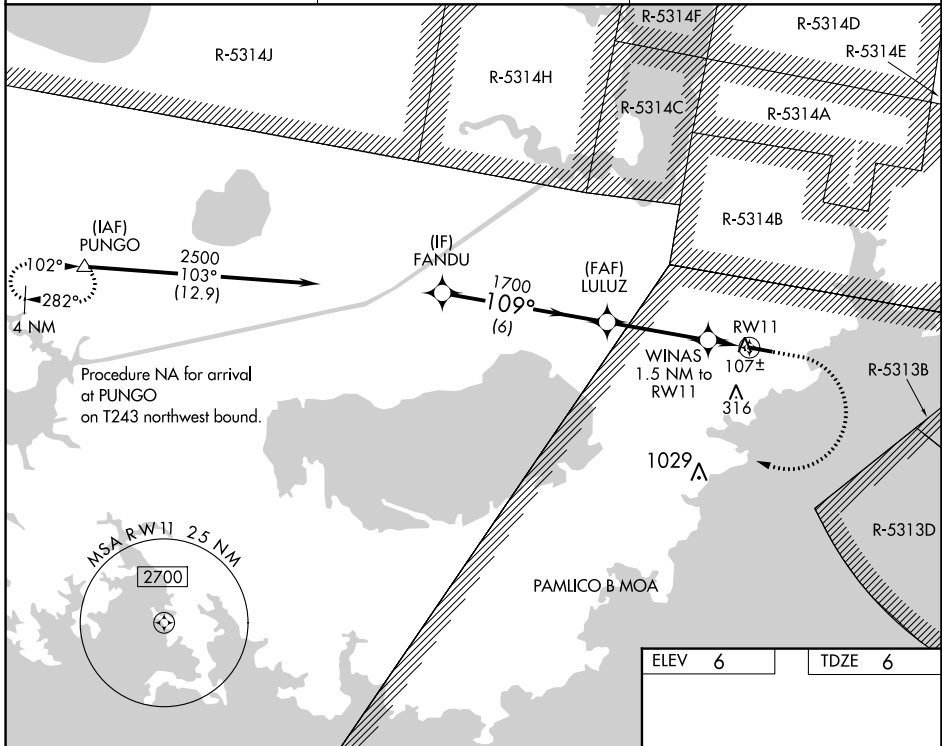 R-5314F
R-5314D
R-5314J
R-5314E
R-5314H
R-5314C
R-5314A
R-5314B
(IAF)
PUNGO
102°
282°
4 NM
2500
103°
(12.9)
(IF)
FANDU
1700
109°
(6)
(FAF)
LULUZ
RW11
WINAS
1.5 NM to
RW11
107±
316
1029
R-5313B
R-5313D
Procedure NA for arrival
at PUNGO
on T243 northwest bound.
MSA RW11 25 NM
2700
PAMLICO B MOA
ELEV 6
TDZE 6